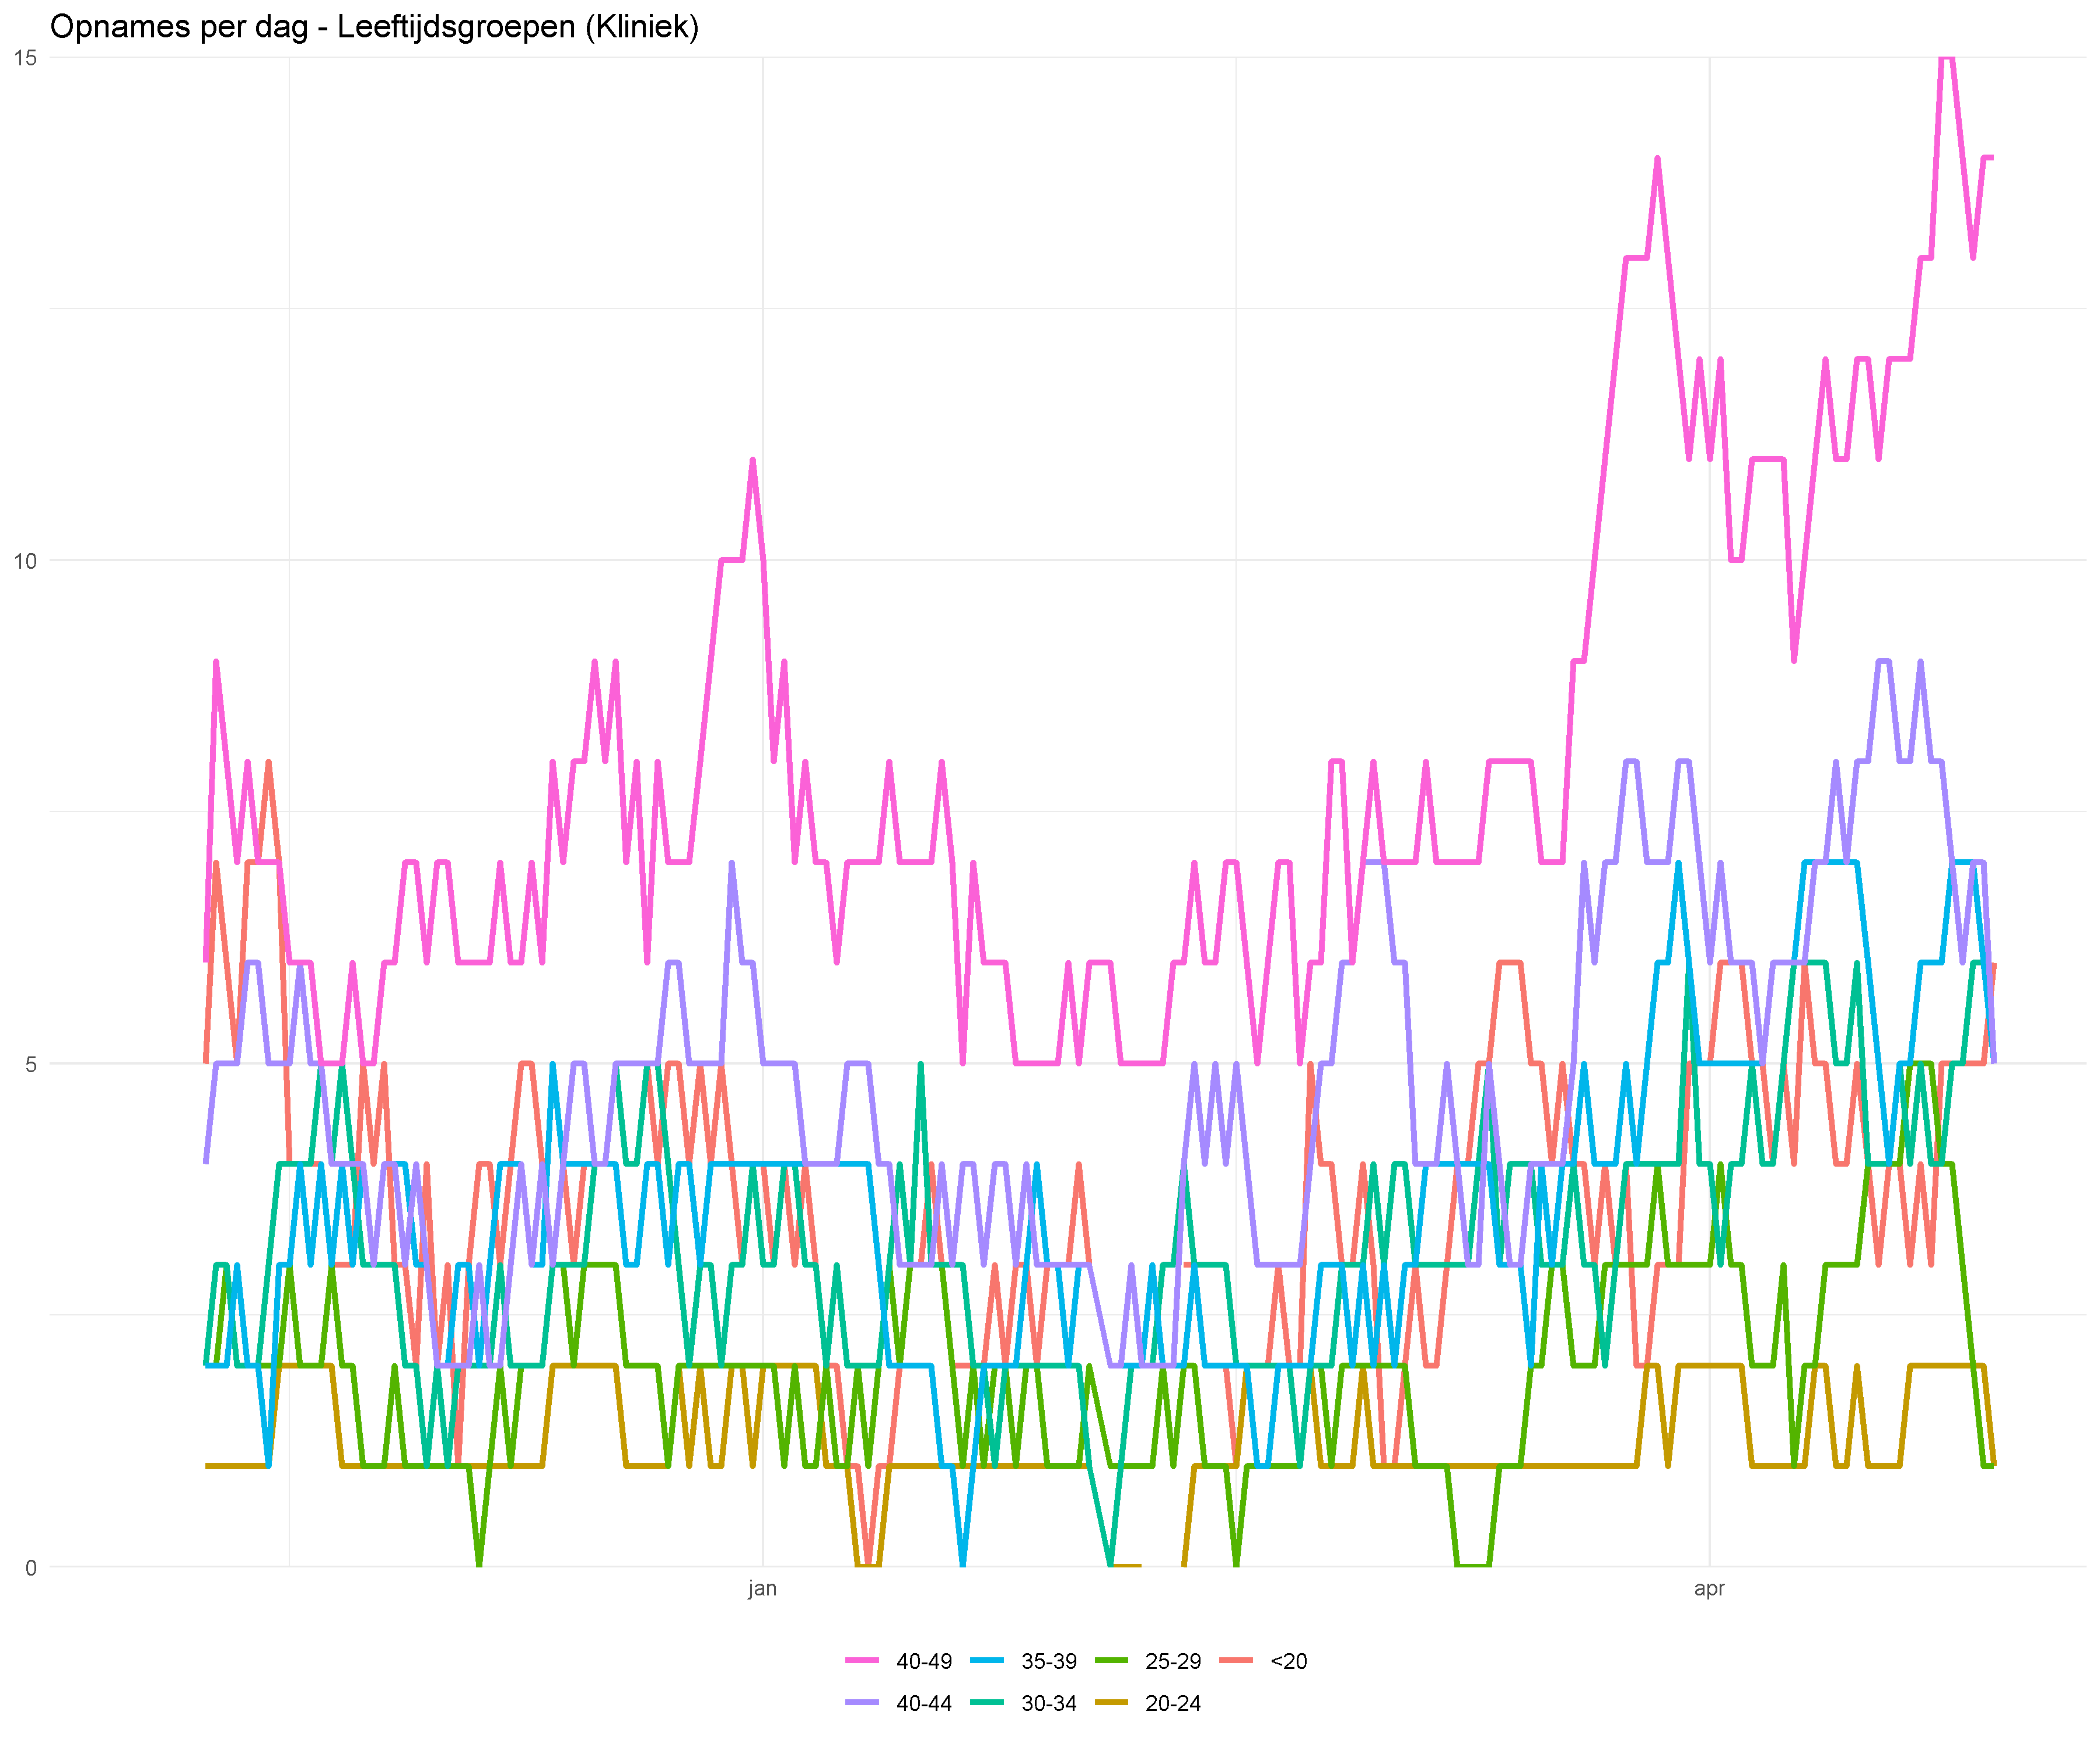 Opnames per dag - Leeftijdsgroepen (Kliniek)
15
10
5
0
jan apr
40-49 35-39 25-29 <20
40-44 30-34 20-24